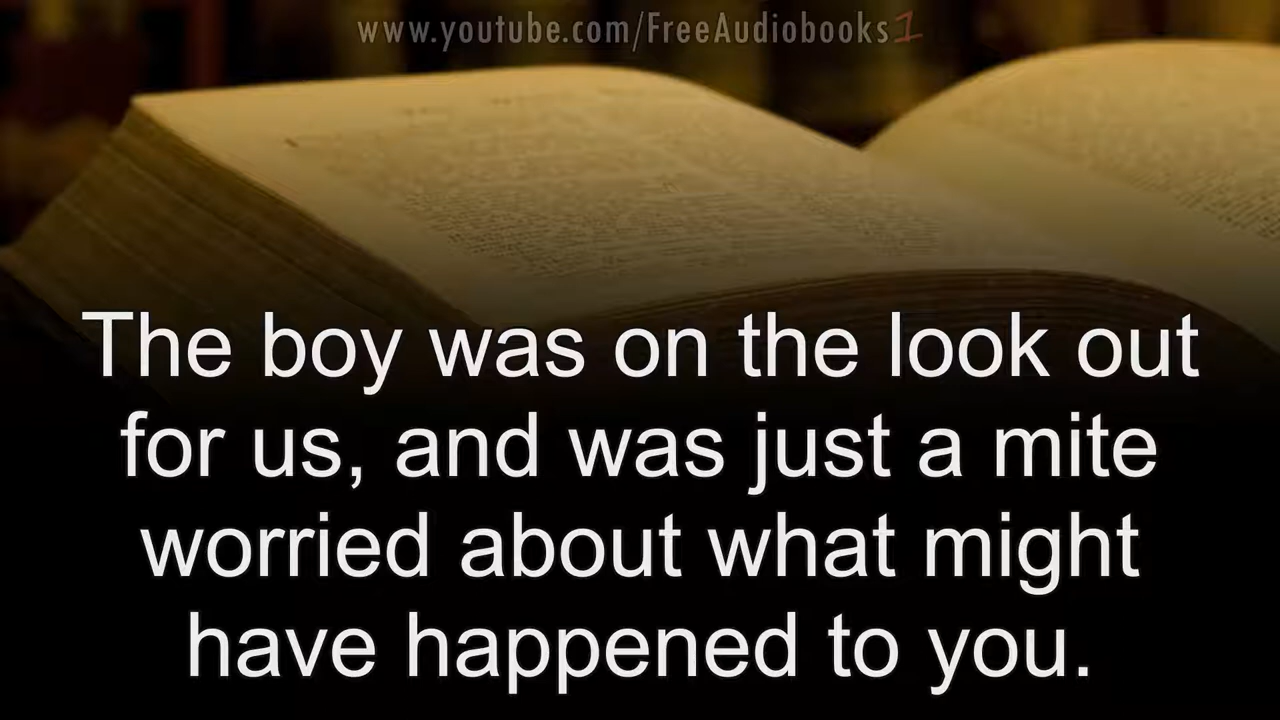 www.youtube.com/FreeAudiobooks1
The boy was on the look out
for us, and was just a mite
worried about what might
have happened to you.